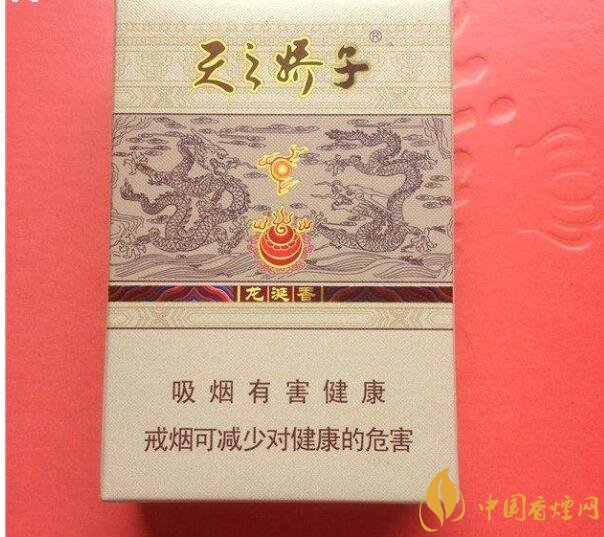 天之娇子®
龙涎香
吸烟有害健康
戒烟可减少对健康的危害
中国香烟网